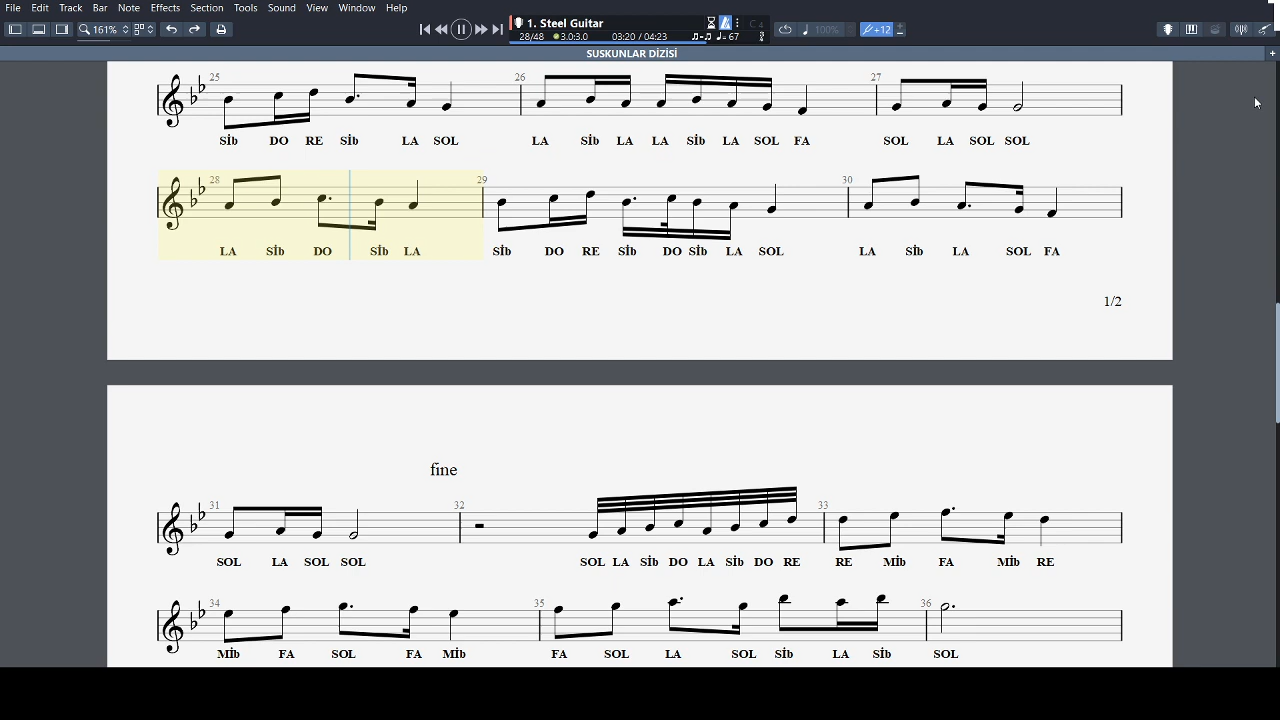 File Edit Track Bar Note Effects Section Tools Sound View Window Help
161% 1. Steel Guitar C4
28/48 3.0:3.0 03:20 / 04:23 = 67 100% +12
SUSKUNLAR DİZİSİ
25 26 27
Sİb DO RE Sİb LA SOL LA Sİb LA LA Sİb LA SOL FA SOL LA SOL SOL
28 29 30
LA Sİb DO Sİb LA Sİb DO RE Sİb DO Sİb LA SOL LA Sİb LA SOL FA
1/2
fine
31 32 33
SOL LA SOL SOL SOL LA Sİb DO LA Sİb DO RE RE Mİb FA Mİb RE
34 35 36
Mİb FA SOL FA Mİb FA SOL LA SOL Sİb LA Sİb SOL